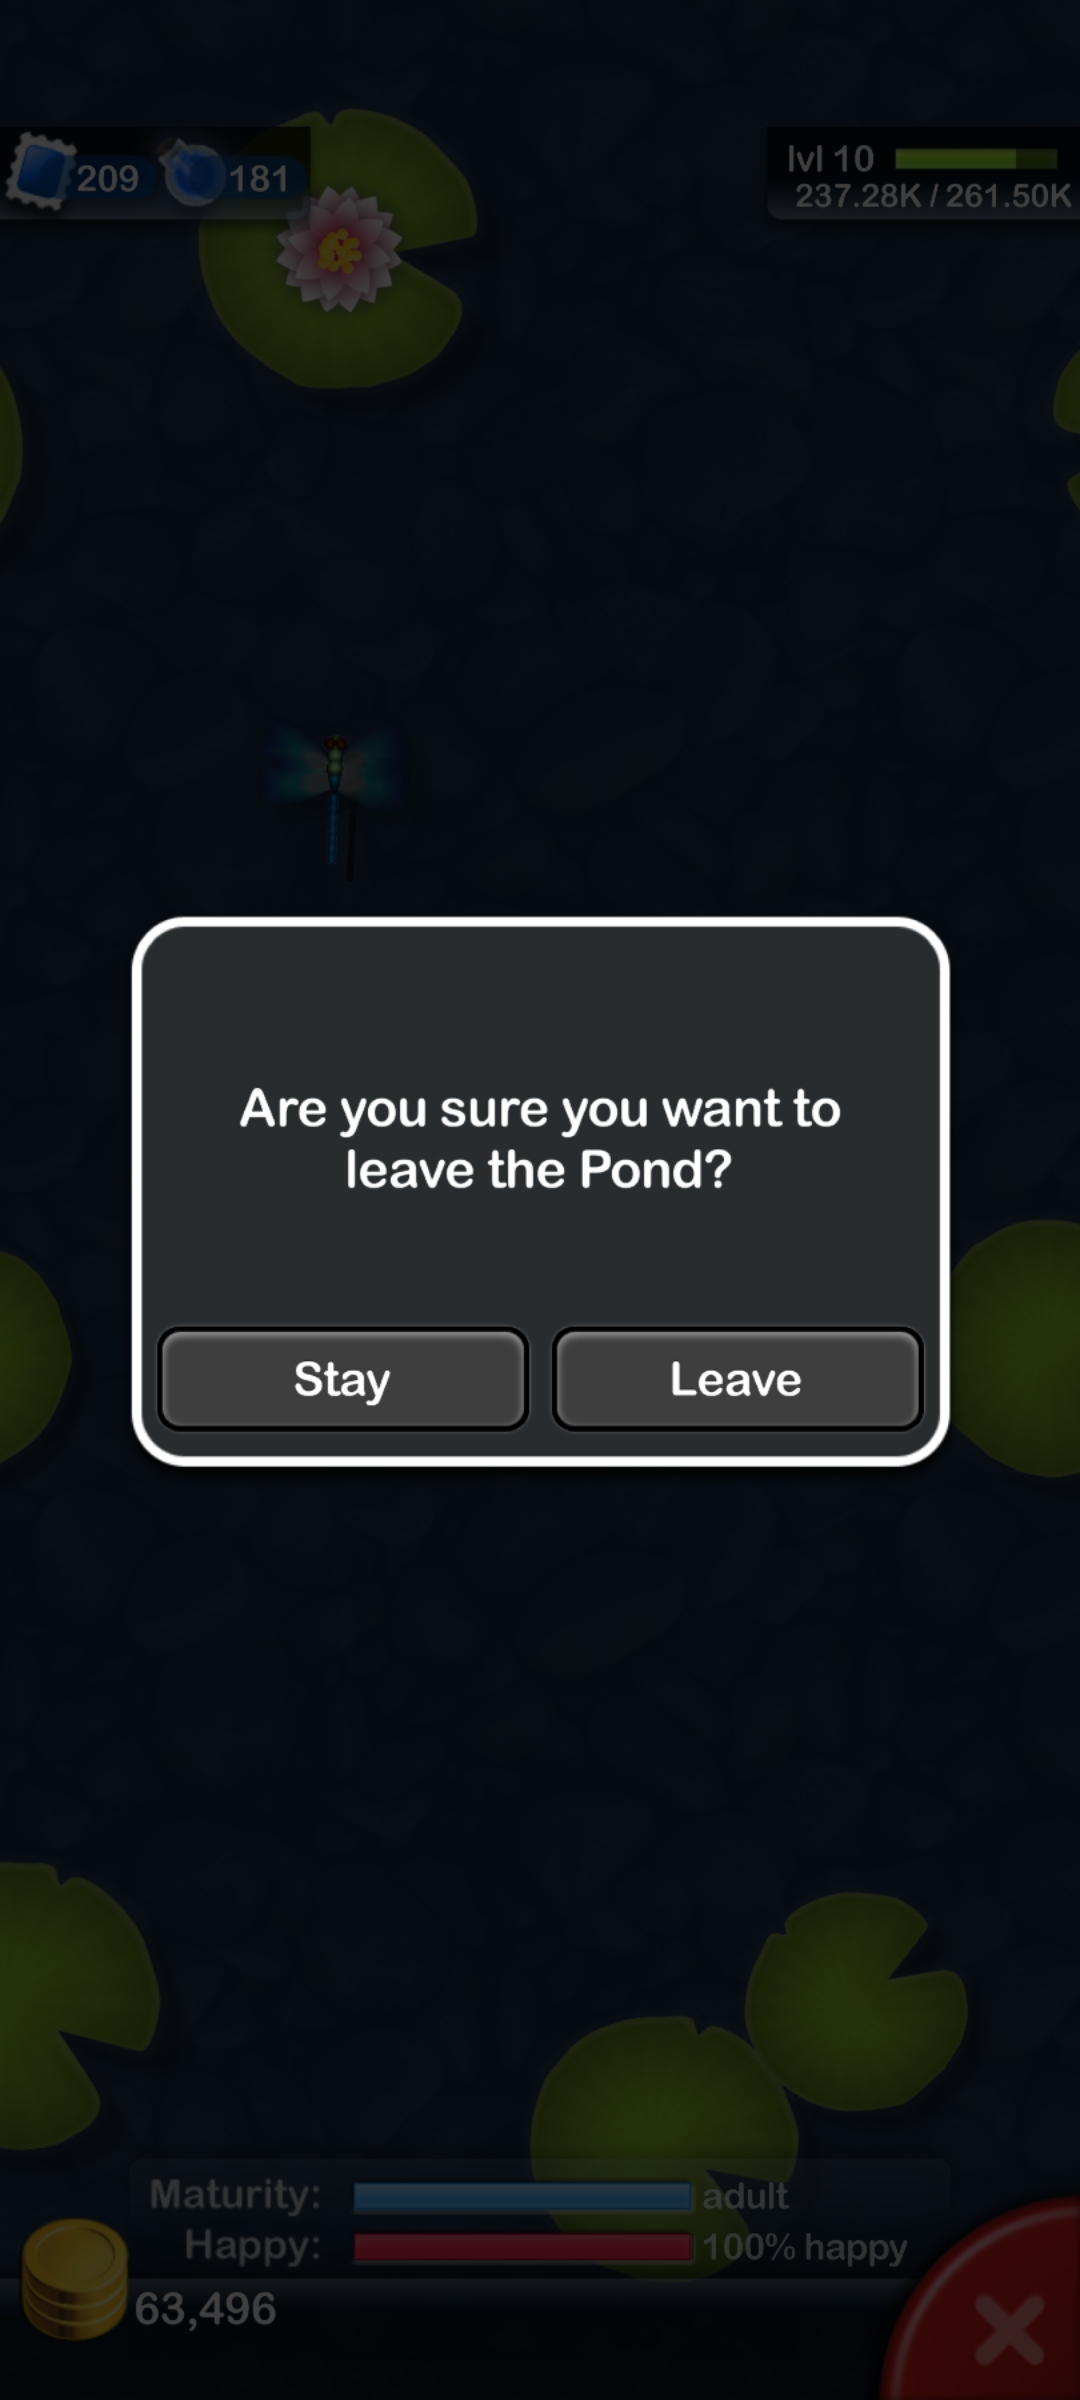 209 181
lvl 10
237.28K / 261.50K
Are you sure you want to
leave the Pond?
Stay Leave
Maturity: adult
Happy: 100% happy
63,496